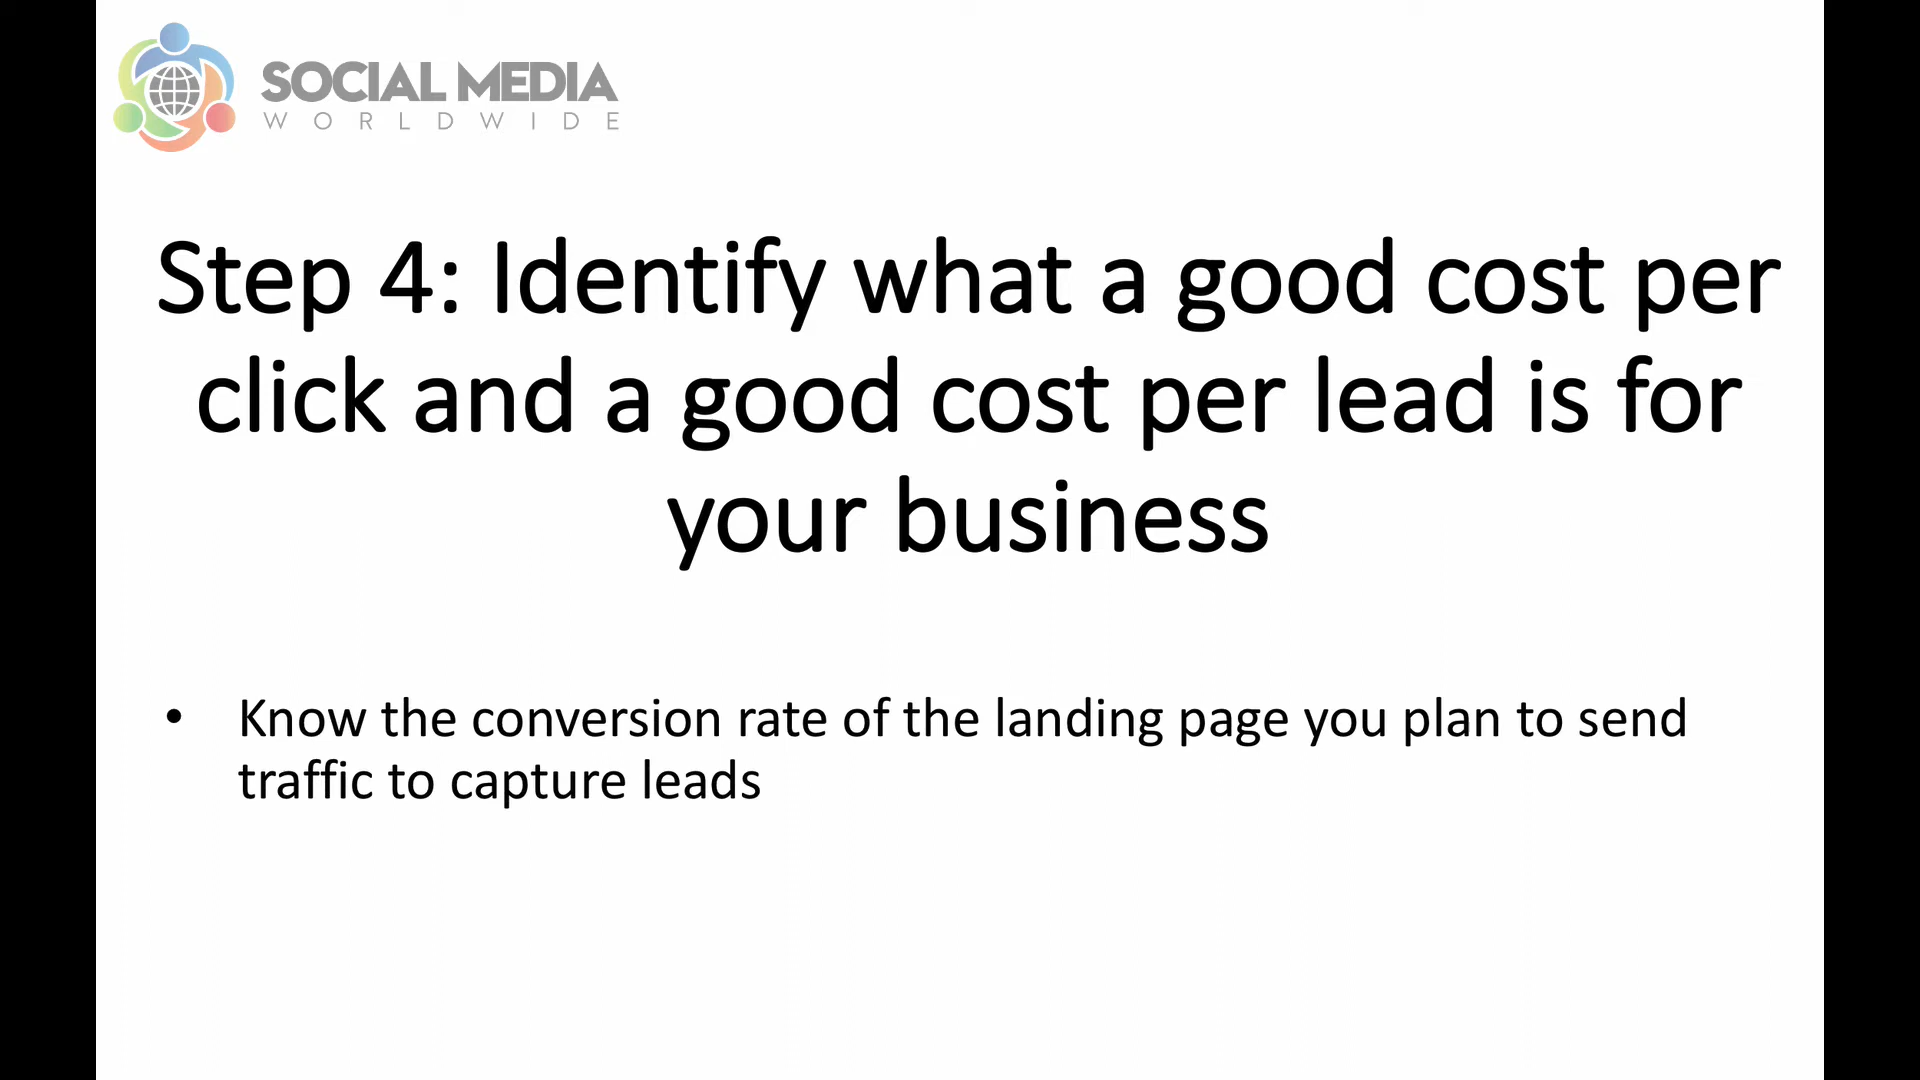 SOCIAL MEDIA
WORLDWIDE
Step 4: Identify what a good cost per
click and a good cost per lead is for
your business
• Know the conversion rate of the landing page you plan to send
traffic to capture leads